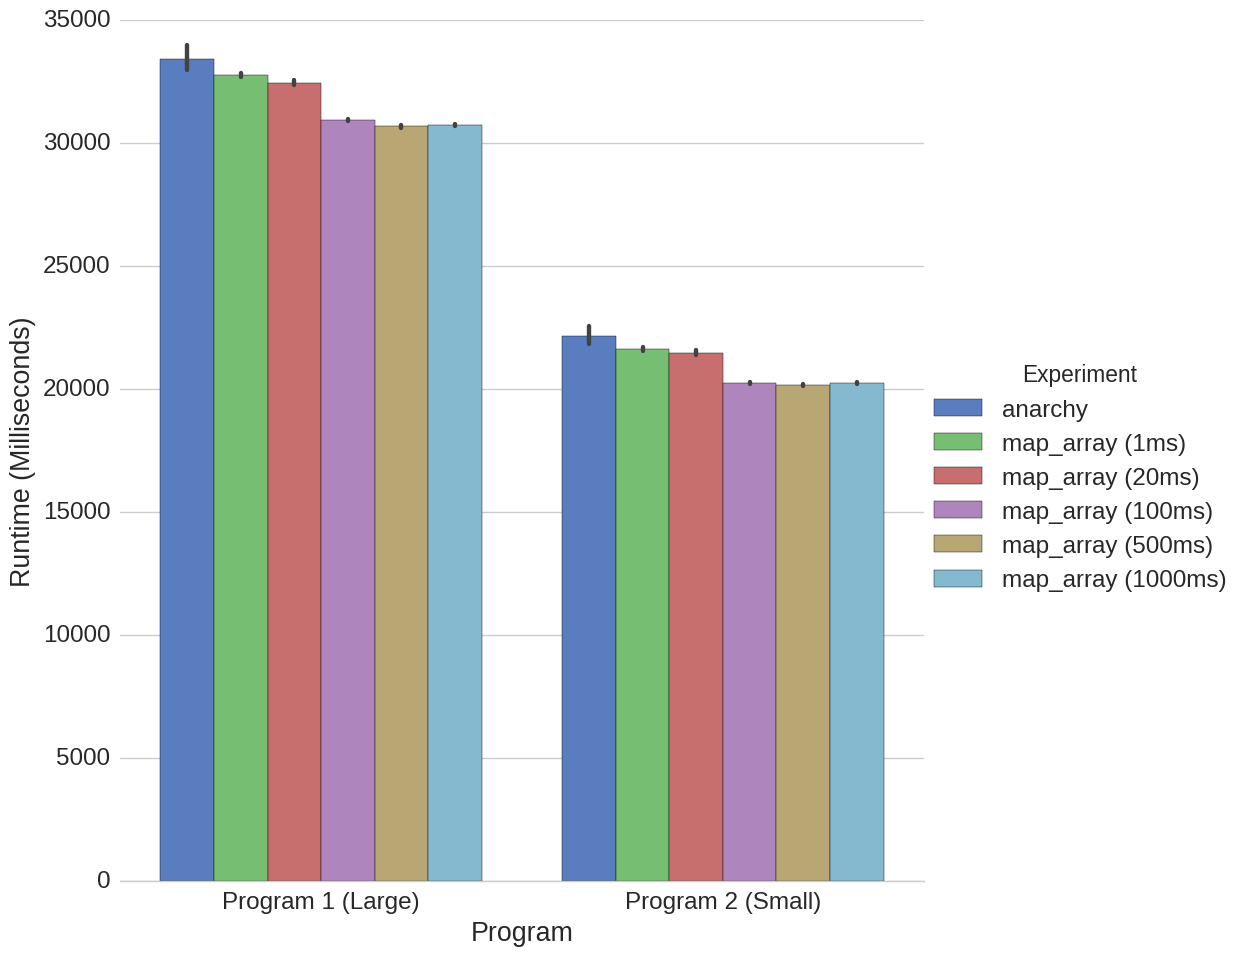 35000
30000
25000
20000
15000
10000
5000
0
Runtime (Milliseconds)
Program 1 (Large)
Program 2 (Small)
Program
Experiment
anarchy
map_array (1ms)
map_array (20ms)
map_array (100ms)
map_array (500ms)
map_array (1000ms)